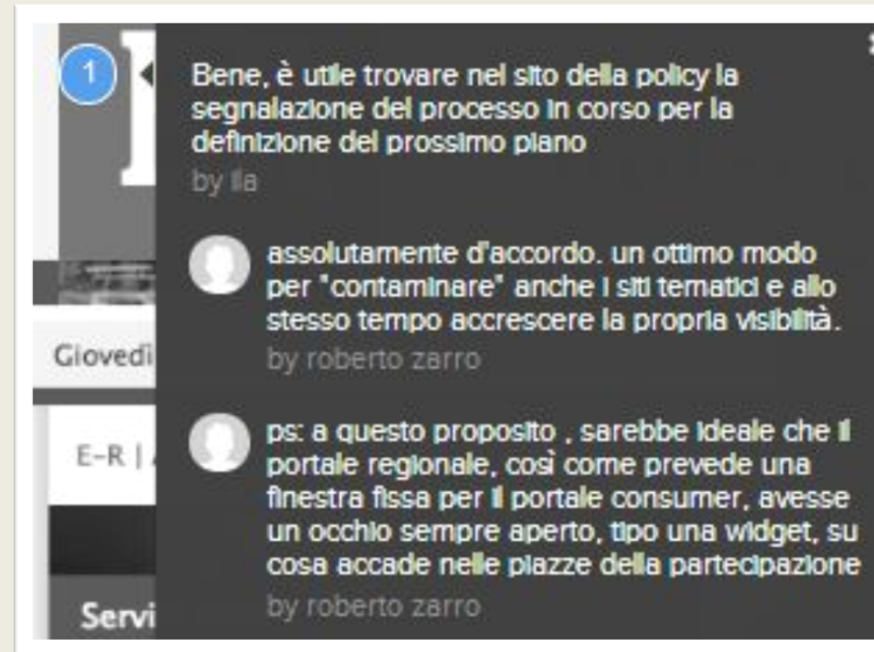 1
Bene, è utile trovare nel sito della policy la
segnalazione del processo in corso per la
definizione del prossimo piano
by ila
assolutamente d'accordo. un ottimo modo
per "contaminare" anche i siti tematici e allo
stesso tempo accrescere la propria visibilità.
by roberto zarro
Giovedì
ps: a questo proposito , sarebbe ideale che il
portale regionale, così come prevede una
finestra fissa per il portale consumer, avesse
un occhio sempre aperto, tipo una widget, su
cosa accade nelle piazze della partecipazione
by roberto zarro
E-R |
Servi